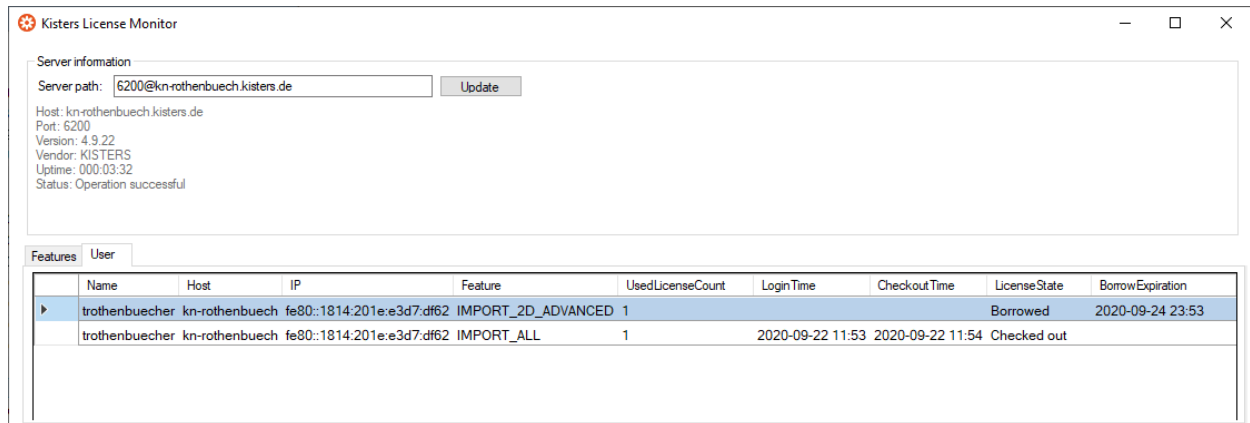 Kisters License Monitor
Server information
Server path: 6200@kn-rothenbuech.kisters.de Update
Host: kn-rothenbuech.kisters.de
Port: 6200
Version: 4.9.22
Vendor: KISTERS
Uptime: 000:03:32
Status: Operation successful
Features User
Name Host IP Feature UsedLicenseCount LoginTime CheckoutTime LicenseState BorrowExpiration
trothenbuecher kn-rothenbuech fe80::1814:201e:e3d7:df62 IMPORT_2D_ADVANCED 1 Borrowed 2020-09-24 23:53
trothenbuecher kn-rothenbuech fe80::1814:201e:e3d7:df62 IMPORT_ALL 1 2020-09-22 11:53 2020-09-22 11:54 Checked out